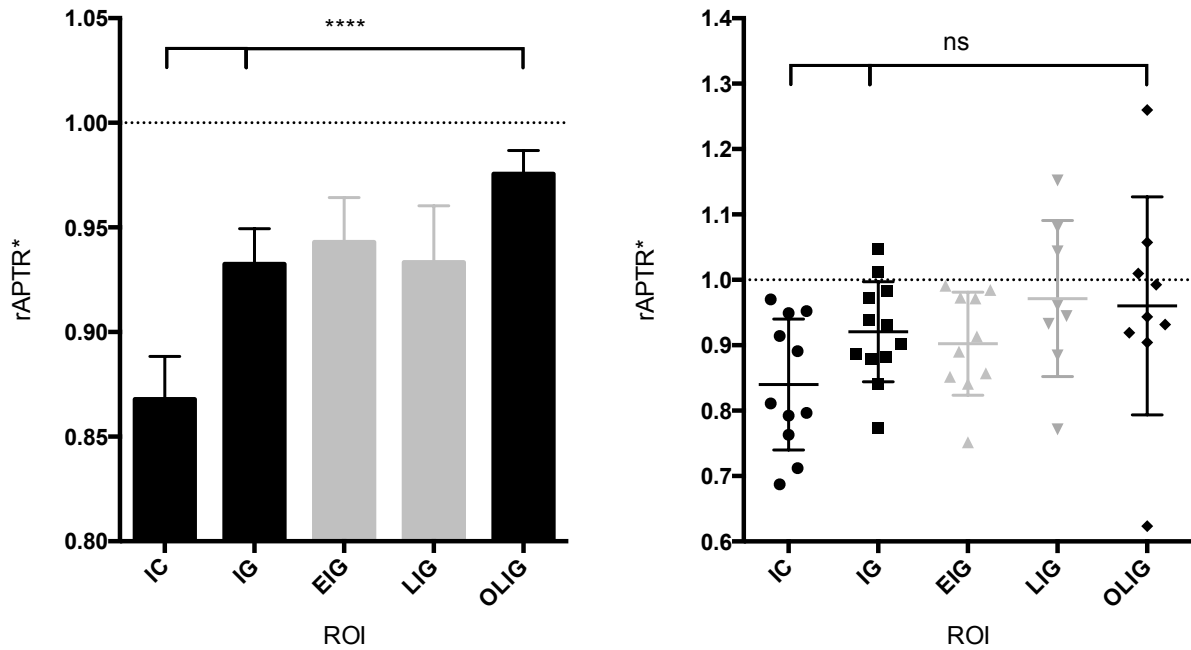 1.05
1.00
0.95
0.90
0.85
0.80
rAPTR*
****
IC
IG
EIG
LIG
OLIG
ROI
1.4
1.3
1.2
1.1
1.0
0.9
0.8
0.7
0.6
rAPTR*
ns
IC
IG
EIG
LIG
OLIG
ROI